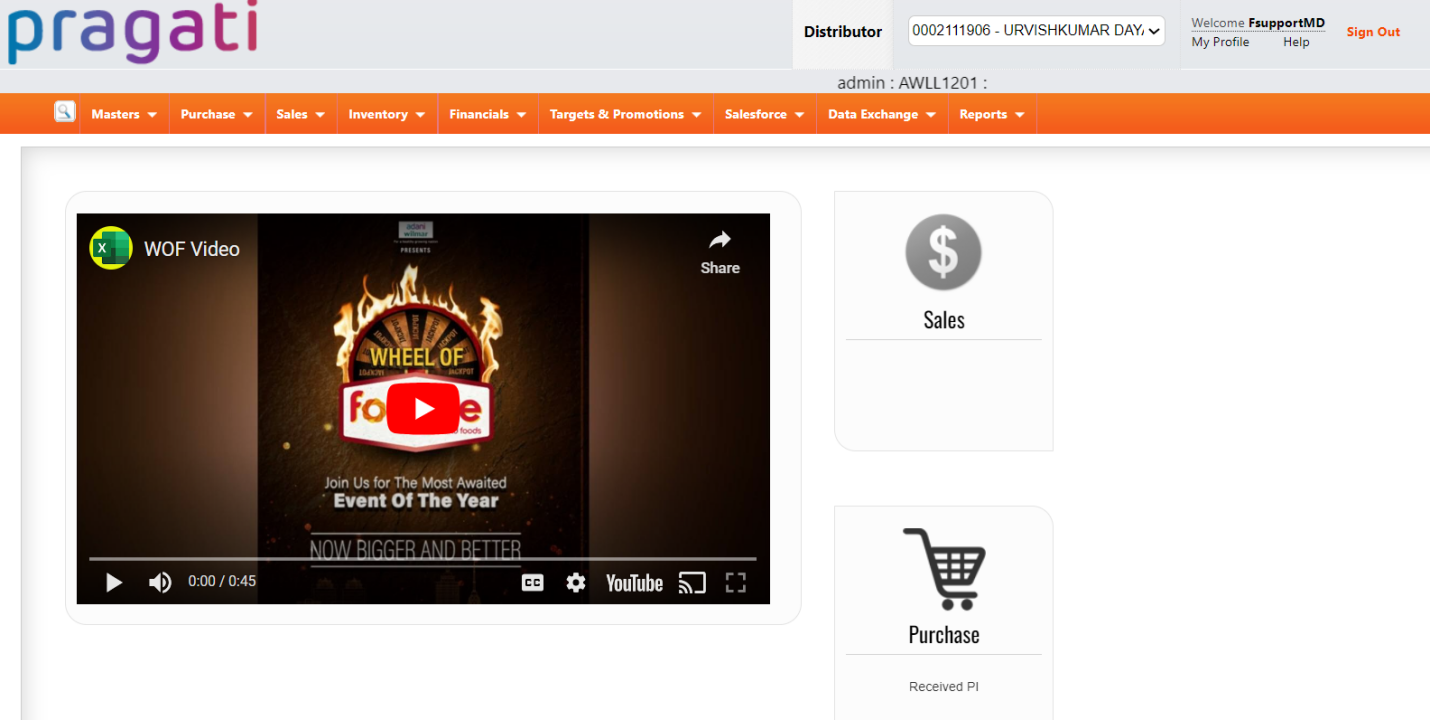 pragati
Distributor
0002111906 - URVISHKUMAR DAYA
Welcome FsupportMD
My Profile Help
Sign Out
admin : AWLL1201 :
Masters Purchase Sales Inventory Financials Targets & Promotions Salesforce Data Exchange Reports
WOF Video
Share
adani
wilmar
PRESENTS
JACKPOT
WHEEL OF
fo e
foods
Join Us for The Most Awaited
Event Of The Year
NOW BIGGER AND BETTER
0:00 / 0:45
CC
YouTube
Sales
Purchase
Received PI